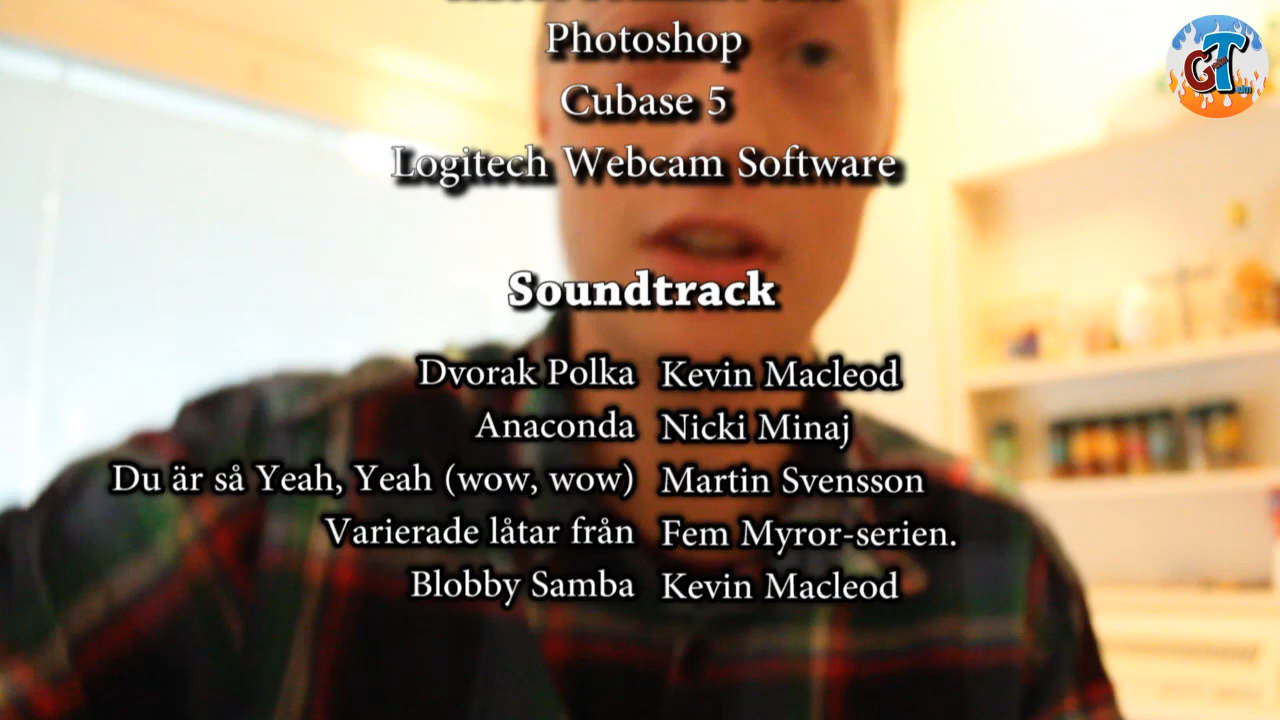 Photoshop
Cubase 5
Logitech Webcam Software
Soundtrack
Dvorak Polka Kevin Macleod
Anaconda Nicki Minaj
Du är så Yeah, Yeah (wow, wow) Martin Svensson
Varierade låtar från Fem Myror-serien.
Blobby Samba Kevin Macleod
GT